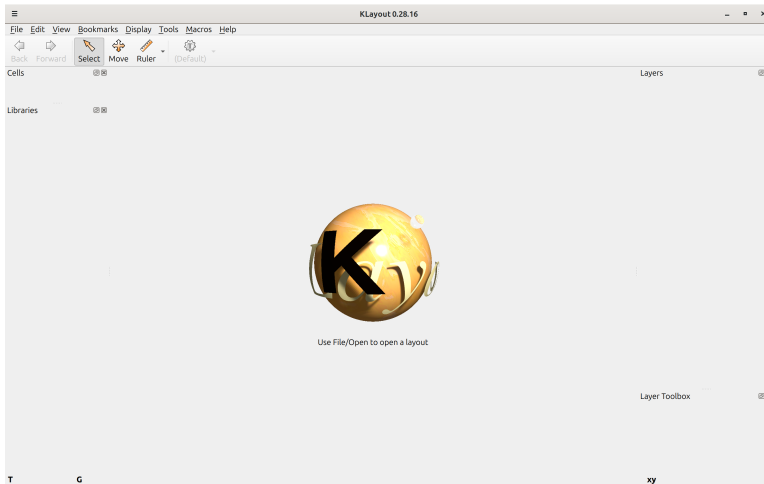 KLayout 0.28.16
File Edit View Bookmarks Display Tools Macros Help
Back Forward Select Move Ruler (Default)
Cells
Layers
Libraries
K
Layou
Use File/Open to open a layout
Layer Toolbox
T G xy